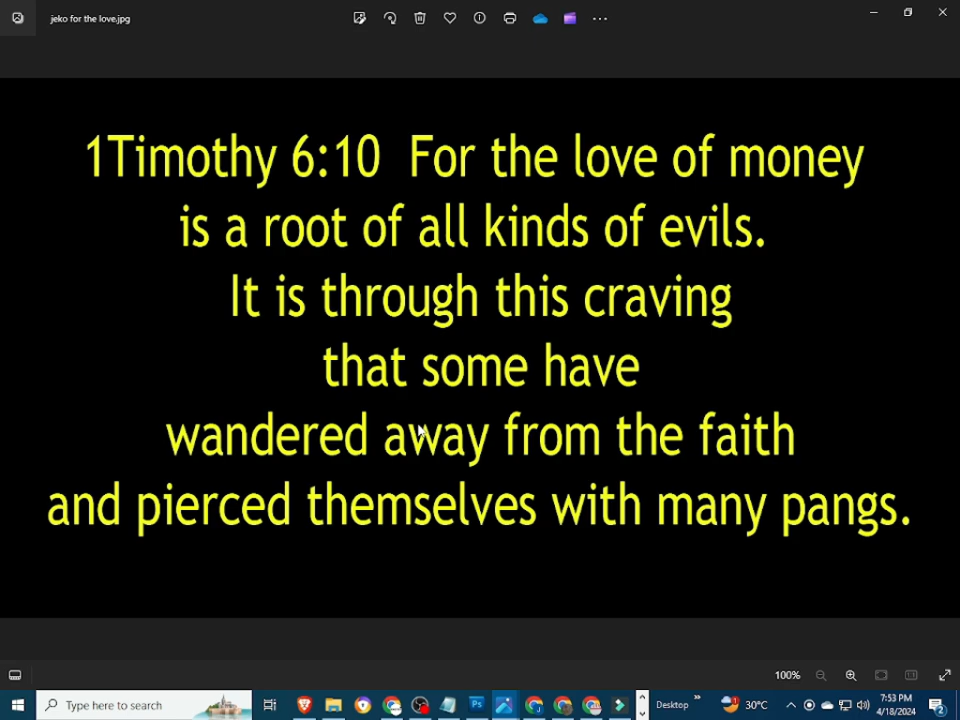 jeko for the love.jpg
1Timothy 6:10  For the love of money
is a root of all kinds of evils.
It is through this craving
that some have
wandered away from the faith
and pierced themselves with many pangs.
100%
Type here to search
Ps
Desktop
30°C
7:53 PM
4/18/2024
2